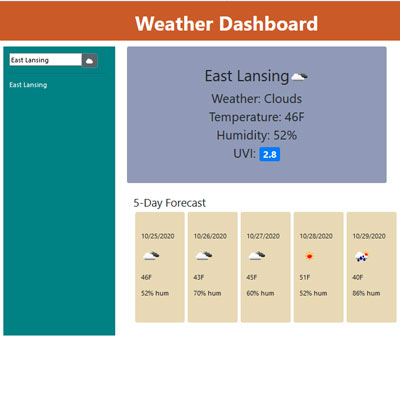 Weather Dashboard
East Lansing
East Lansing
East Lansing
Weather: Clouds
Temperature: 46F
Humidity: 52%
UVI: 2.8
5-Day Forecast
10/25/2020
46F
52% hum
10/26/2020
43F
70% hum
10/27/2020
45F
60% hum
10/28/2020
51F
52% hum
10/29/2020
40F
86% hum